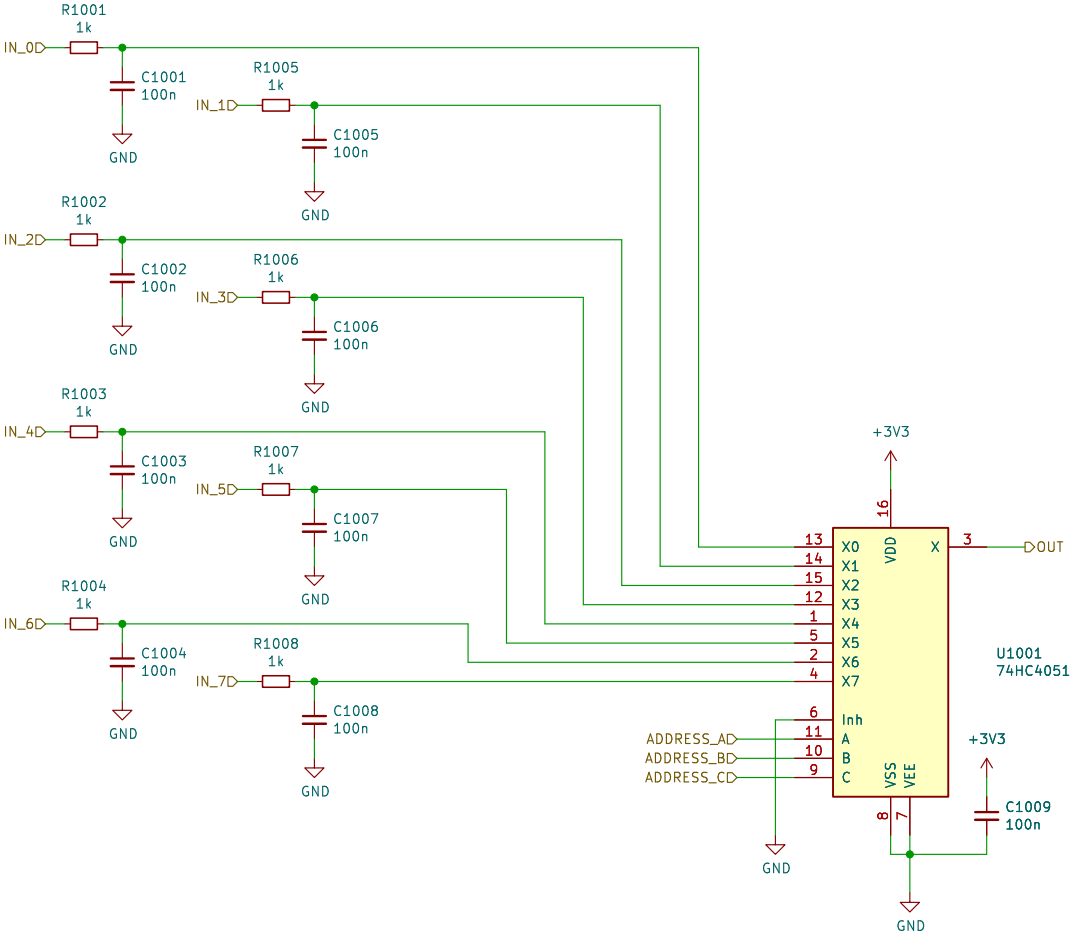 R1001
1k
IN_0
C1001
100n
GND
R1005
1k
IN_1
C1005
100n
GND
R1002
1k
IN_2
C1002
100n
GND
R1006
1k
IN_3
C1006
100n
GND
R1003
1k
IN_4
C1003
100n
GND
R1007
1k
IN_5
C1007
100n
GND
R1004
1k
IN_6
C1004
100n
GND
R1008
1k
IN_7
C1008
100n
GND
+3V3
16
VDD
13 X0
14 X1
15 X2
12 X3
1 X4
5 X5
2 X6
4 X7
6 Inh
ADDRESS_A 11 A
ADDRESS_B 10 B
ADDRESS_C 9 C
X 3 OUT
U1001
74HC4051
VSS
VEE
8
7
+3V3
C1009
100n
GND
GND